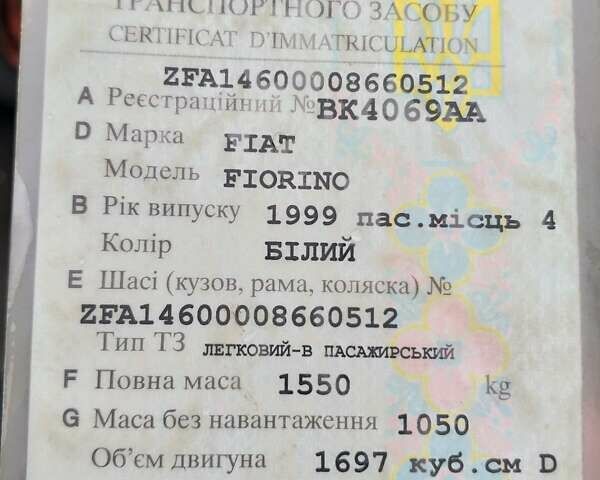 ТРАНСПОРТНОГО ЗАСОБУ
CERTIFICAT D'IMMATRICULATION
ZFA14600008660512
A Реєстраційний № ВК4069АА
D Марка FIAT
Модель FIORINO
B Рік випуску 1999 пас.місць 4
Колір БІЛИЙ
E Шасі (кузов, рама, коляска) №
ZFA14600008660512
Тип ТЗ ЛЕГКОВИЙ-В ПАСАЖИРСЬКИЙ
F Повна маса 1550 kg
G Маса без навантаження 1050
Об’єм двигуна 1697 куб.см D